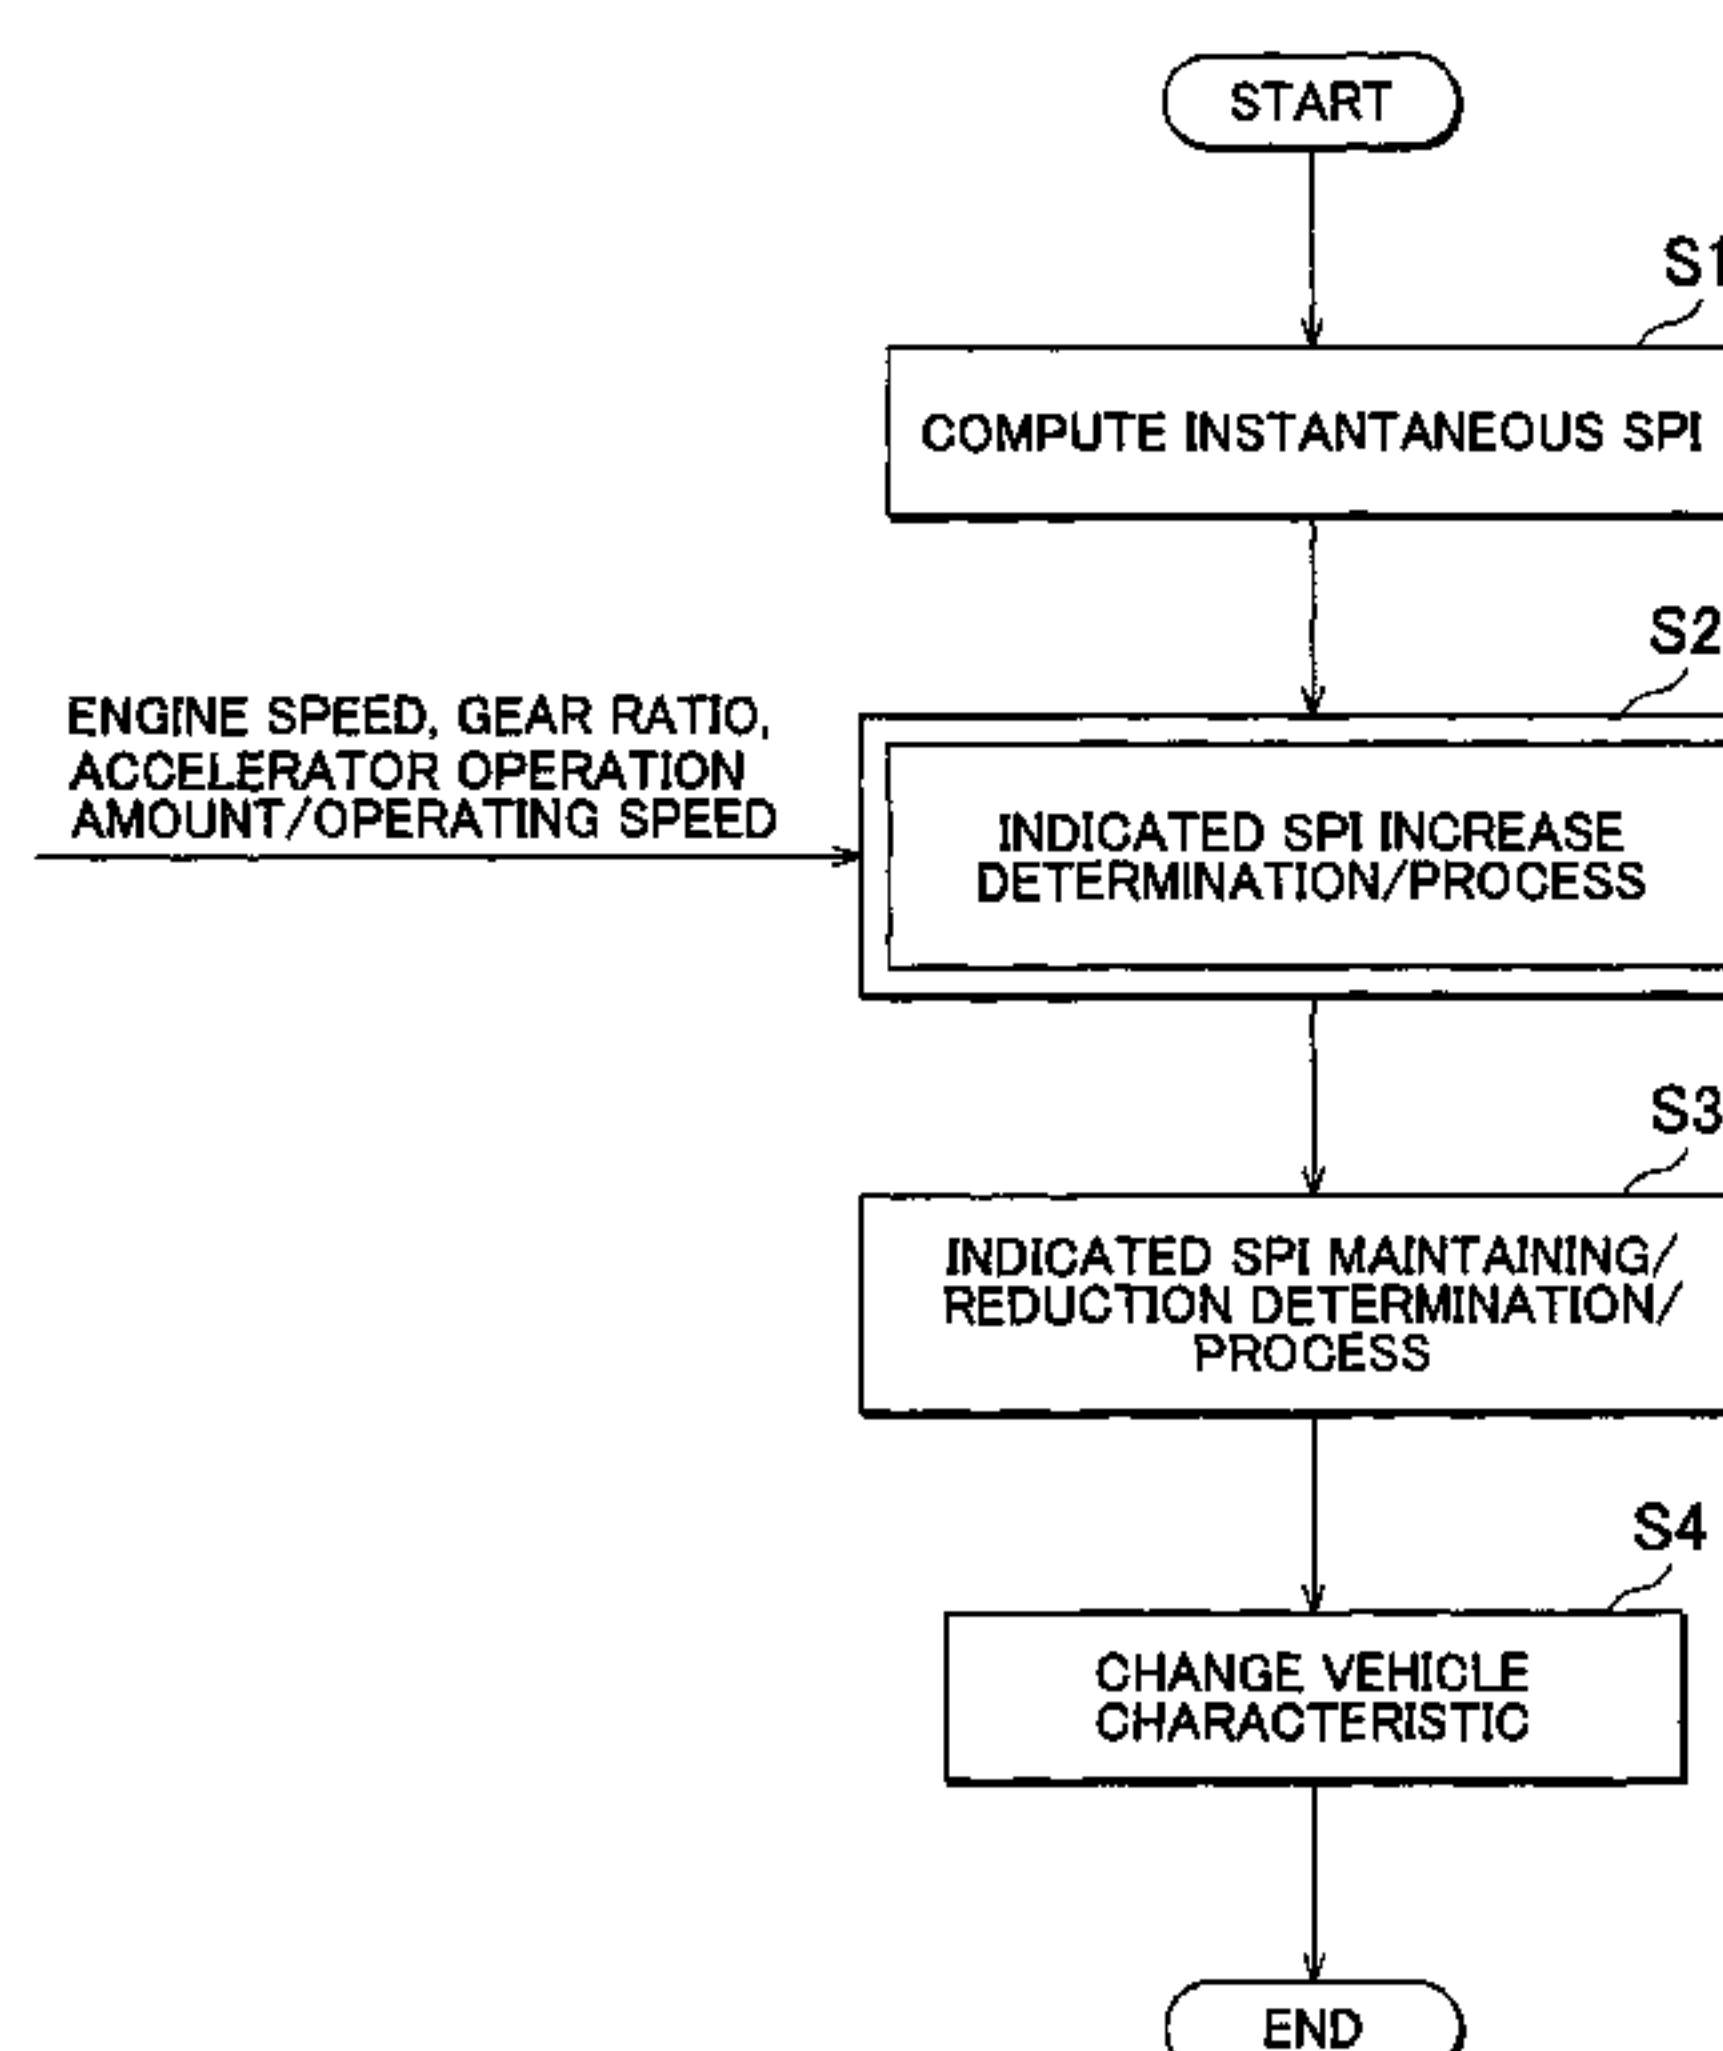 START
S1
COMPUTE INSTANTANEOUS SPI
S2
ENGINE SPEED, GEAR RATIO,
ACCELERATOR OPERATION
AMOUNT/OPERATING SPEED
INDICATED SPI INCREASE
DETERMINATION/PROCESS
S3
INDICATED SPI MAINTAINING/
REDUCTION DETERMINATION/
PROCESS
S4
CHANGE VEHICLE
CHARACTERISTIC
END